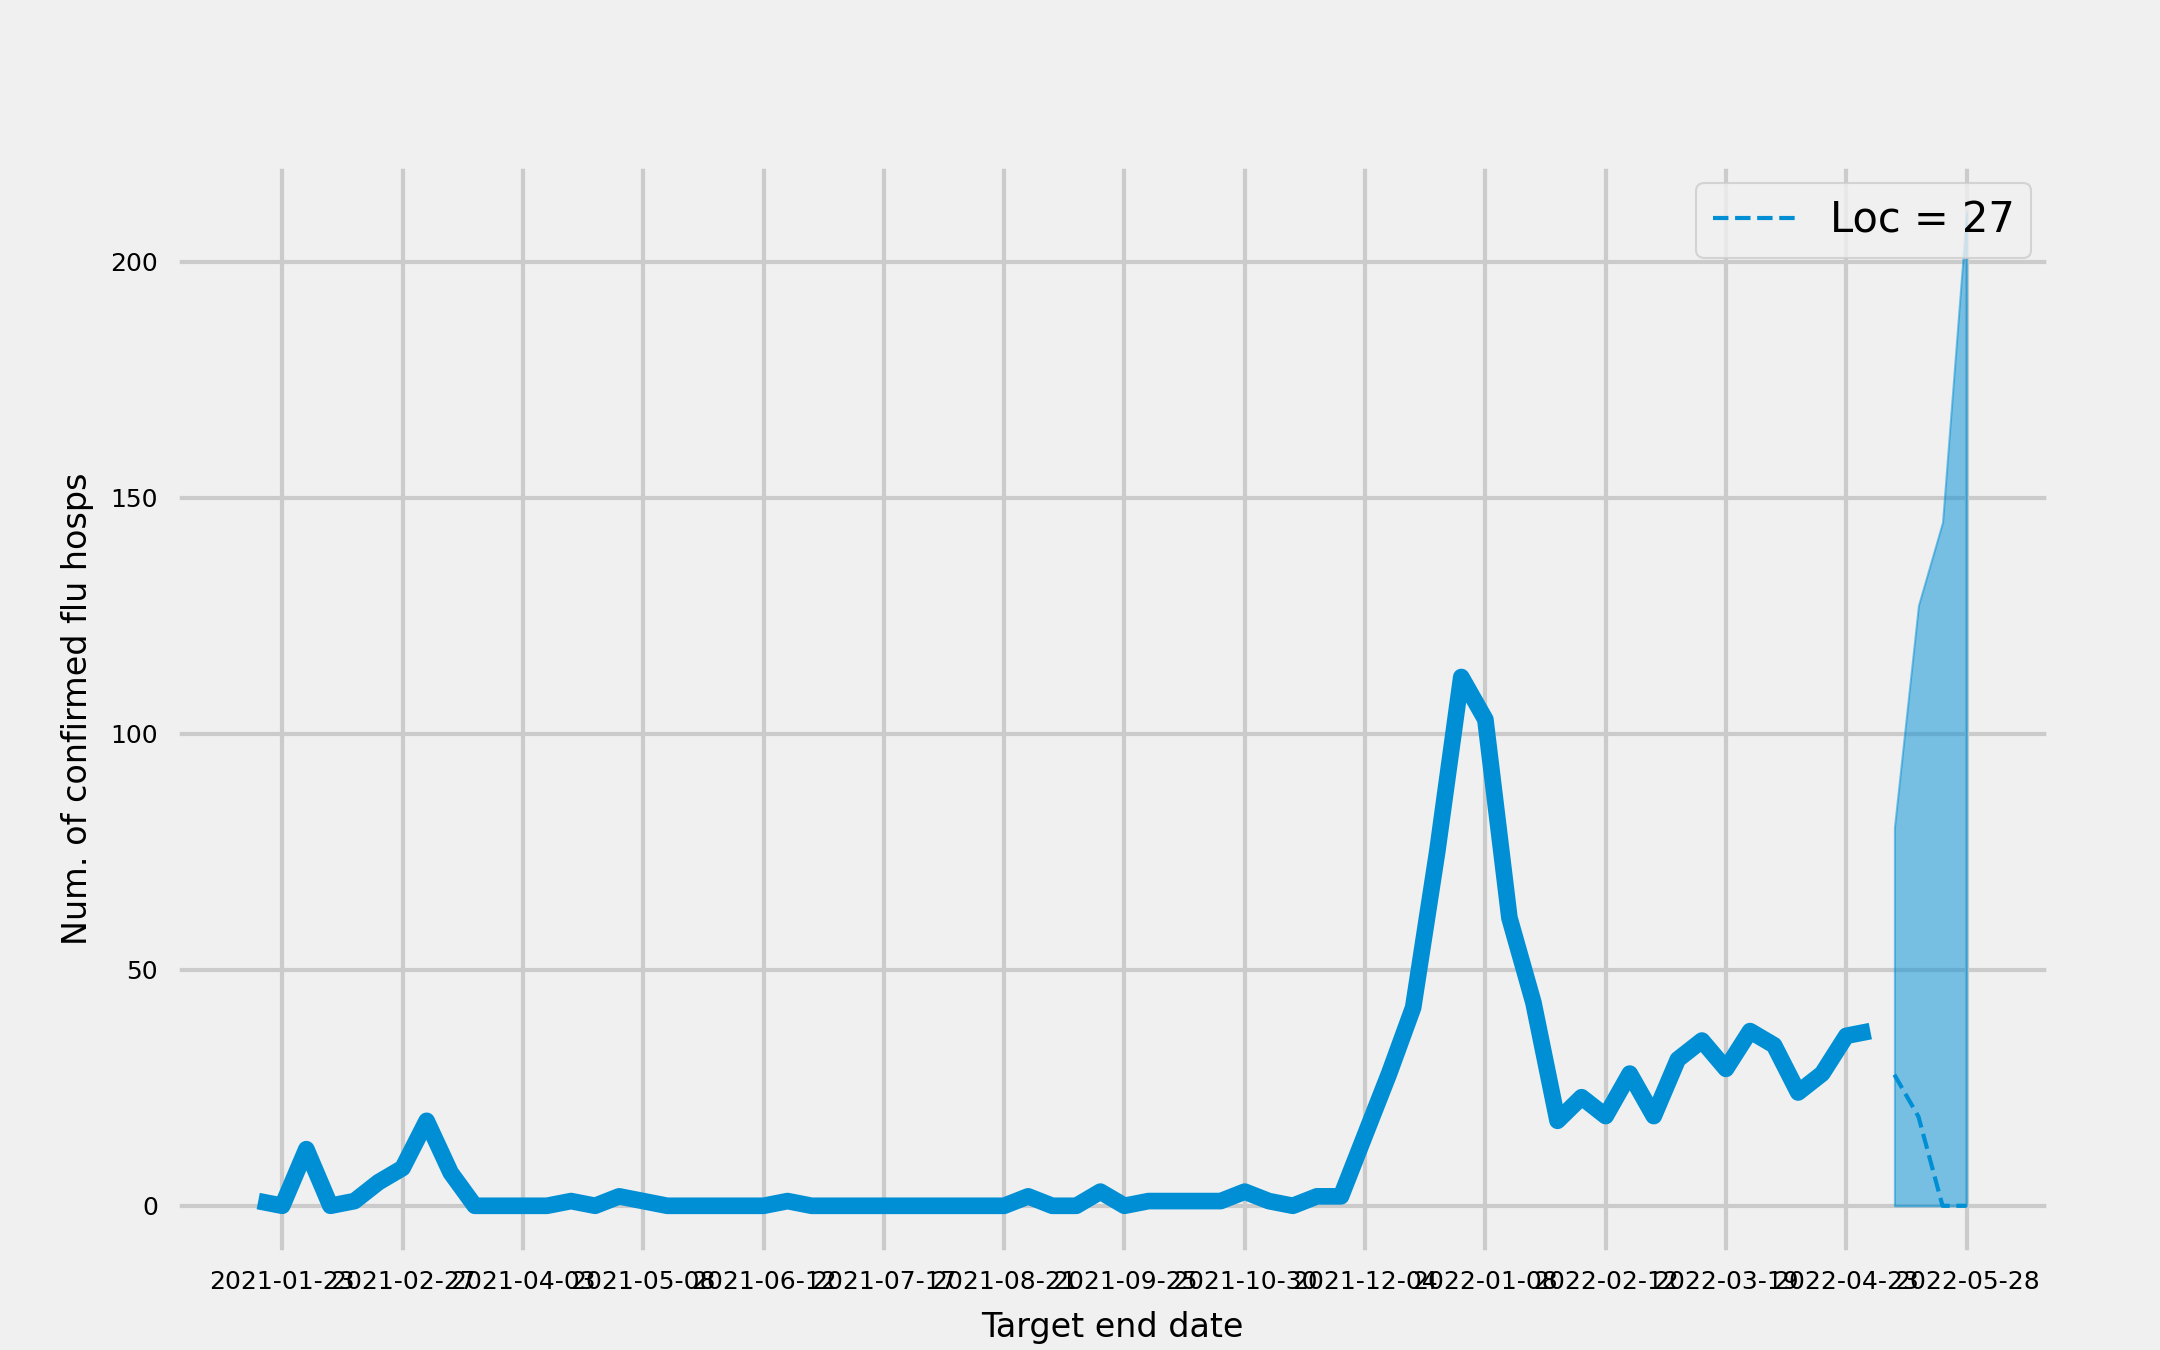 Loc = 27
Num. of confirmed flu hosps
200
150
100
50
0
2021-01-23 2021-02-27 2021-04-03 2021-05-08 2021-06-12 2021-07-17 2021-08-21 2021-09-25 2021-10-30 2021-12-04 2022-01-08 2022-02-12 2022-03-19 2022-04-23 2022-05-28
Target end date